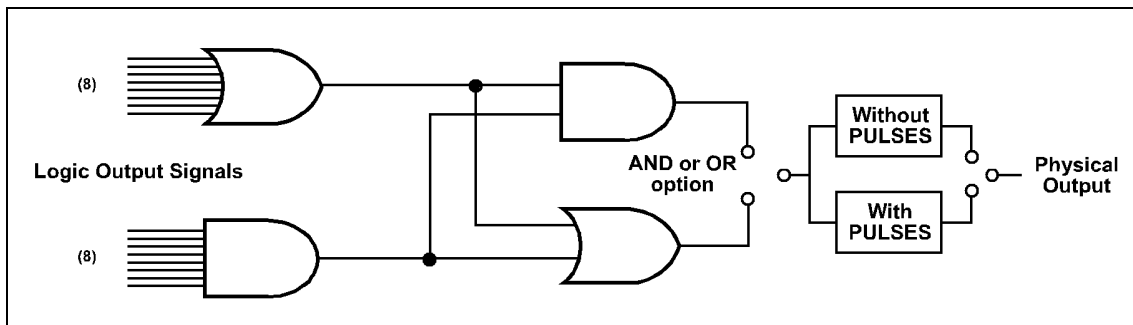 (8)
Logic Output Signals
(8)
AND or OR
option
Without
PULSES
With
PULSES
Physical
Output